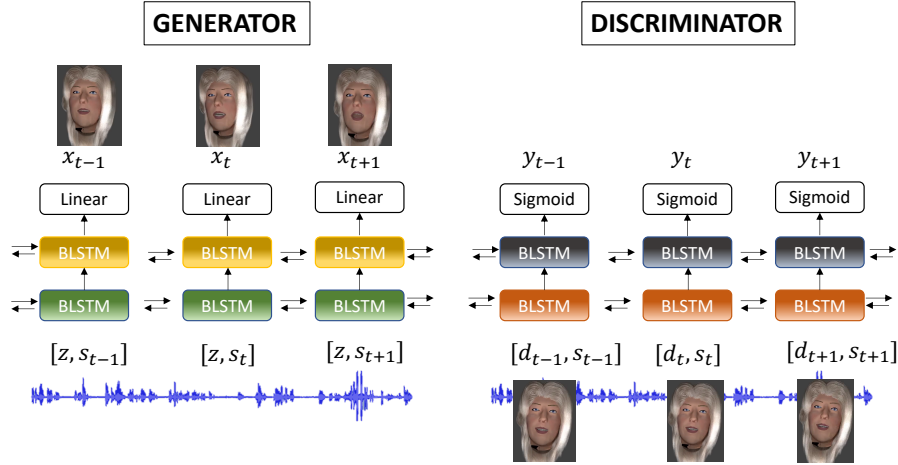 GENERATOR
x_{t−1} x_t x_{t+1}
Linear Linear Linear
BLSTM BLSTM BLSTM
BLSTM BLSTM BLSTM
[z, s_{t−1}] [z, s_t] [z, s_{t+1}]
DISCRIMINATOR
y_{t−1} y_t y_{t+1}
Sigmoid Sigmoid Sigmoid
BLSTM BLSTM BLSTM
BLSTM BLSTM BLSTM
[d_{t−1}, s_{t−1}] [d_t, s_t] [d_{t+1}, s_{t+1}]